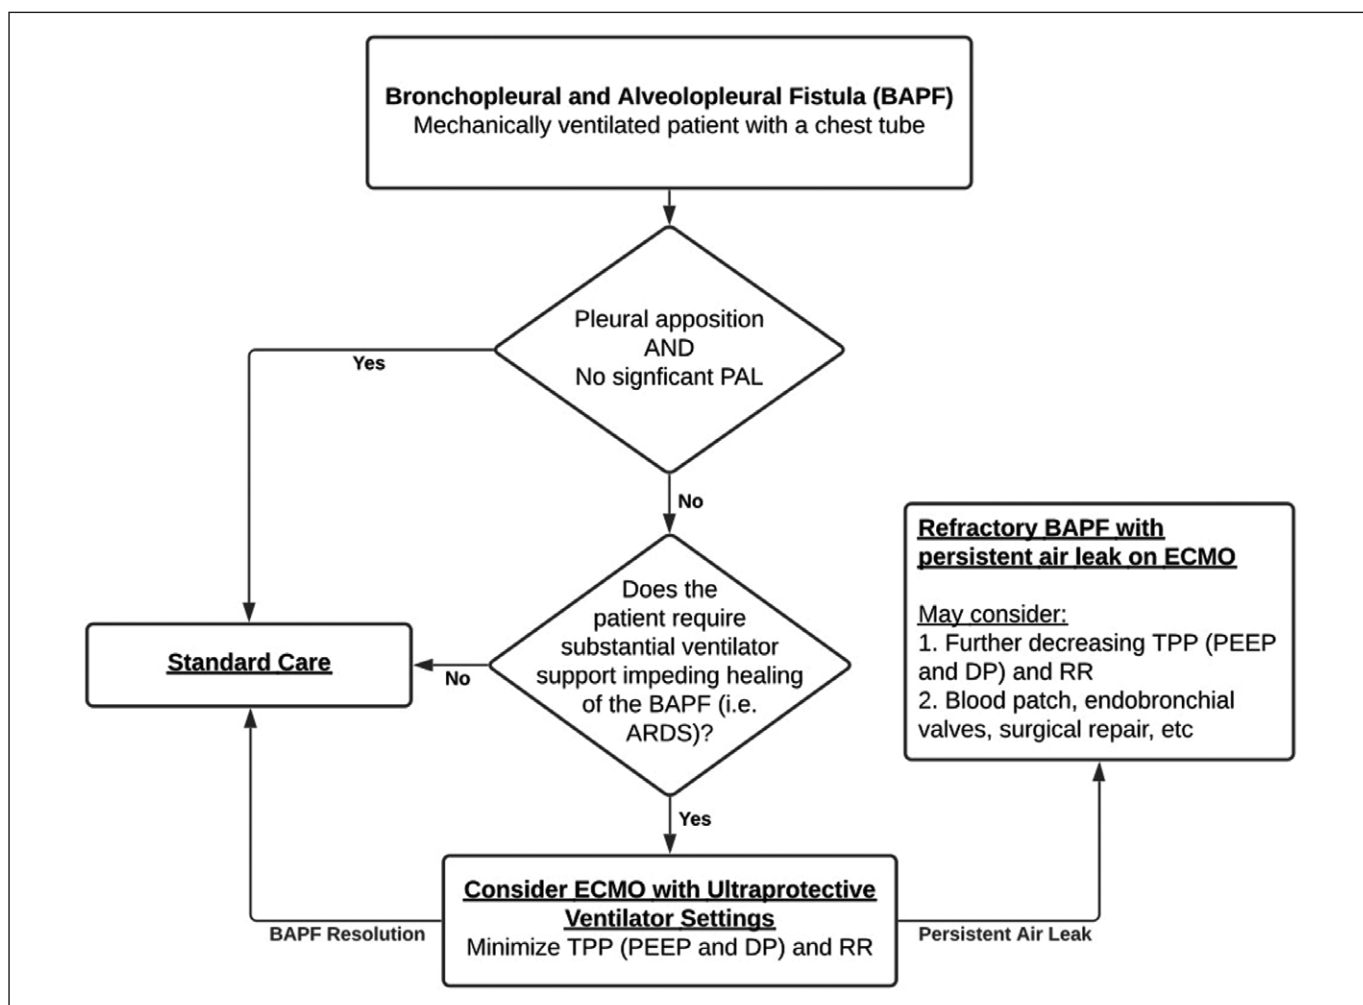 Bronchopleural and Alveolopleural Fistula (BAPF)
Mechanically ventilated patient with a chest tube
Pleural apposition
AND
No signficant PAL
Yes
No
Does the
patient require
substantial ventilator
support impeding healing
of the BAPF (i.e.
ARDS)?
No
Standard Care
Yes
Consider ECMO with Ultraprotective
Ventilator Settings
Minimize TPP (PEEP and DP) and RR
BAPF Resolution
Persistent Air Leak
Refractory BAPF with
persistent air leak on ECMO
May consider:
1. Further decreasing TPP (PEEP
and DP) and RR
2. Blood patch, endobronchial
valves, surgical repair, etc